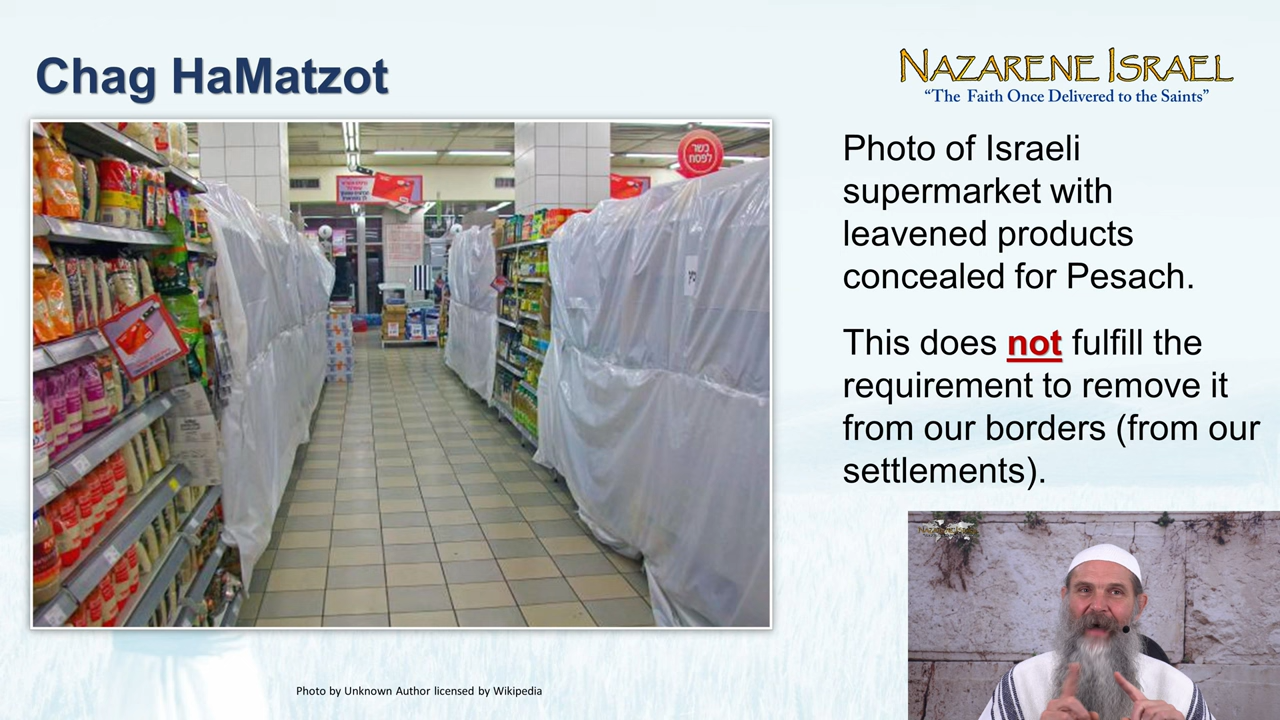 Chag HaMatzot
NAZARENE ISRAEL
“The Faith Once Delivered to the Saints”
כשר
לפסח
Photo of Israeli
supermarket with
leavened products
concealed for Pesach.
This does not fulfill the
requirement to remove it
from our borders (from our
settlements).
Photo by Unknown Author licensed by Wikipedia